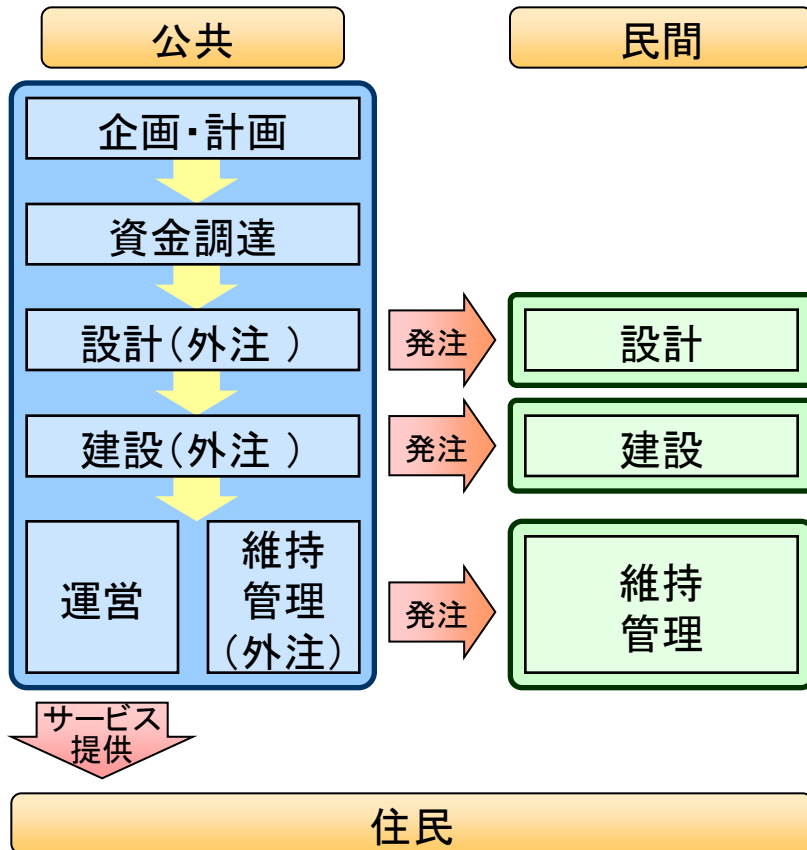 公共
民間
企画・計画
資金調達
設計(外注 )
発注
設計
建設(外注 )
発注
建設
運営
維持
管理
(外注)
発注
維持
管理
サービス
提供
住民